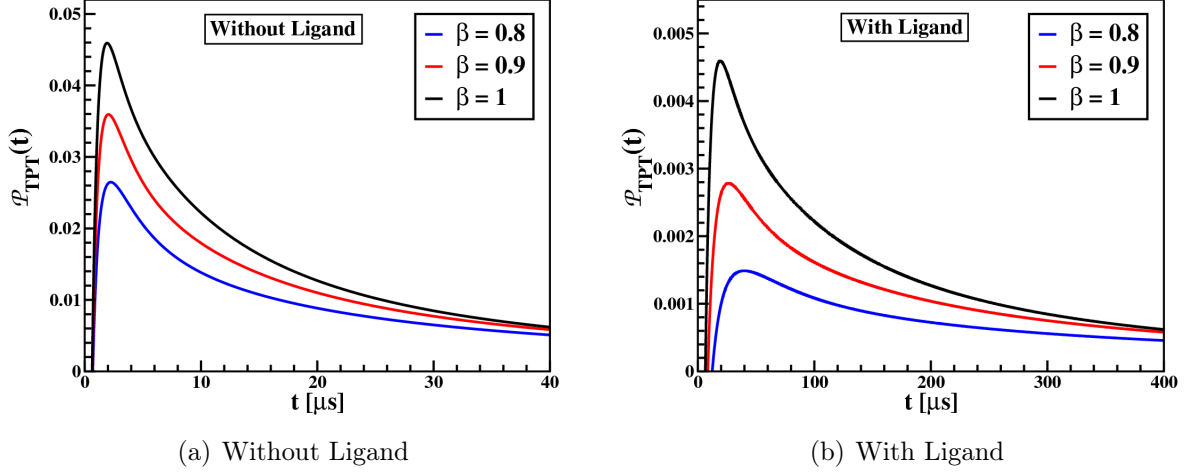 Without Ligand
β = 0.8
β = 0.9
β = 1
0.05
0.04
0.03
0.02
0.01
0
𝒫TPT(t)
0 10 20 30 40
t [μs]
(a) Without Ligand
With Ligand
β = 0.8
β = 0.9
β = 1
0.005
0.004
0.003
0.002
0.001
0
𝒫TPT(t)
0 100 200 300 400
t [μs]
(b) With Ligand